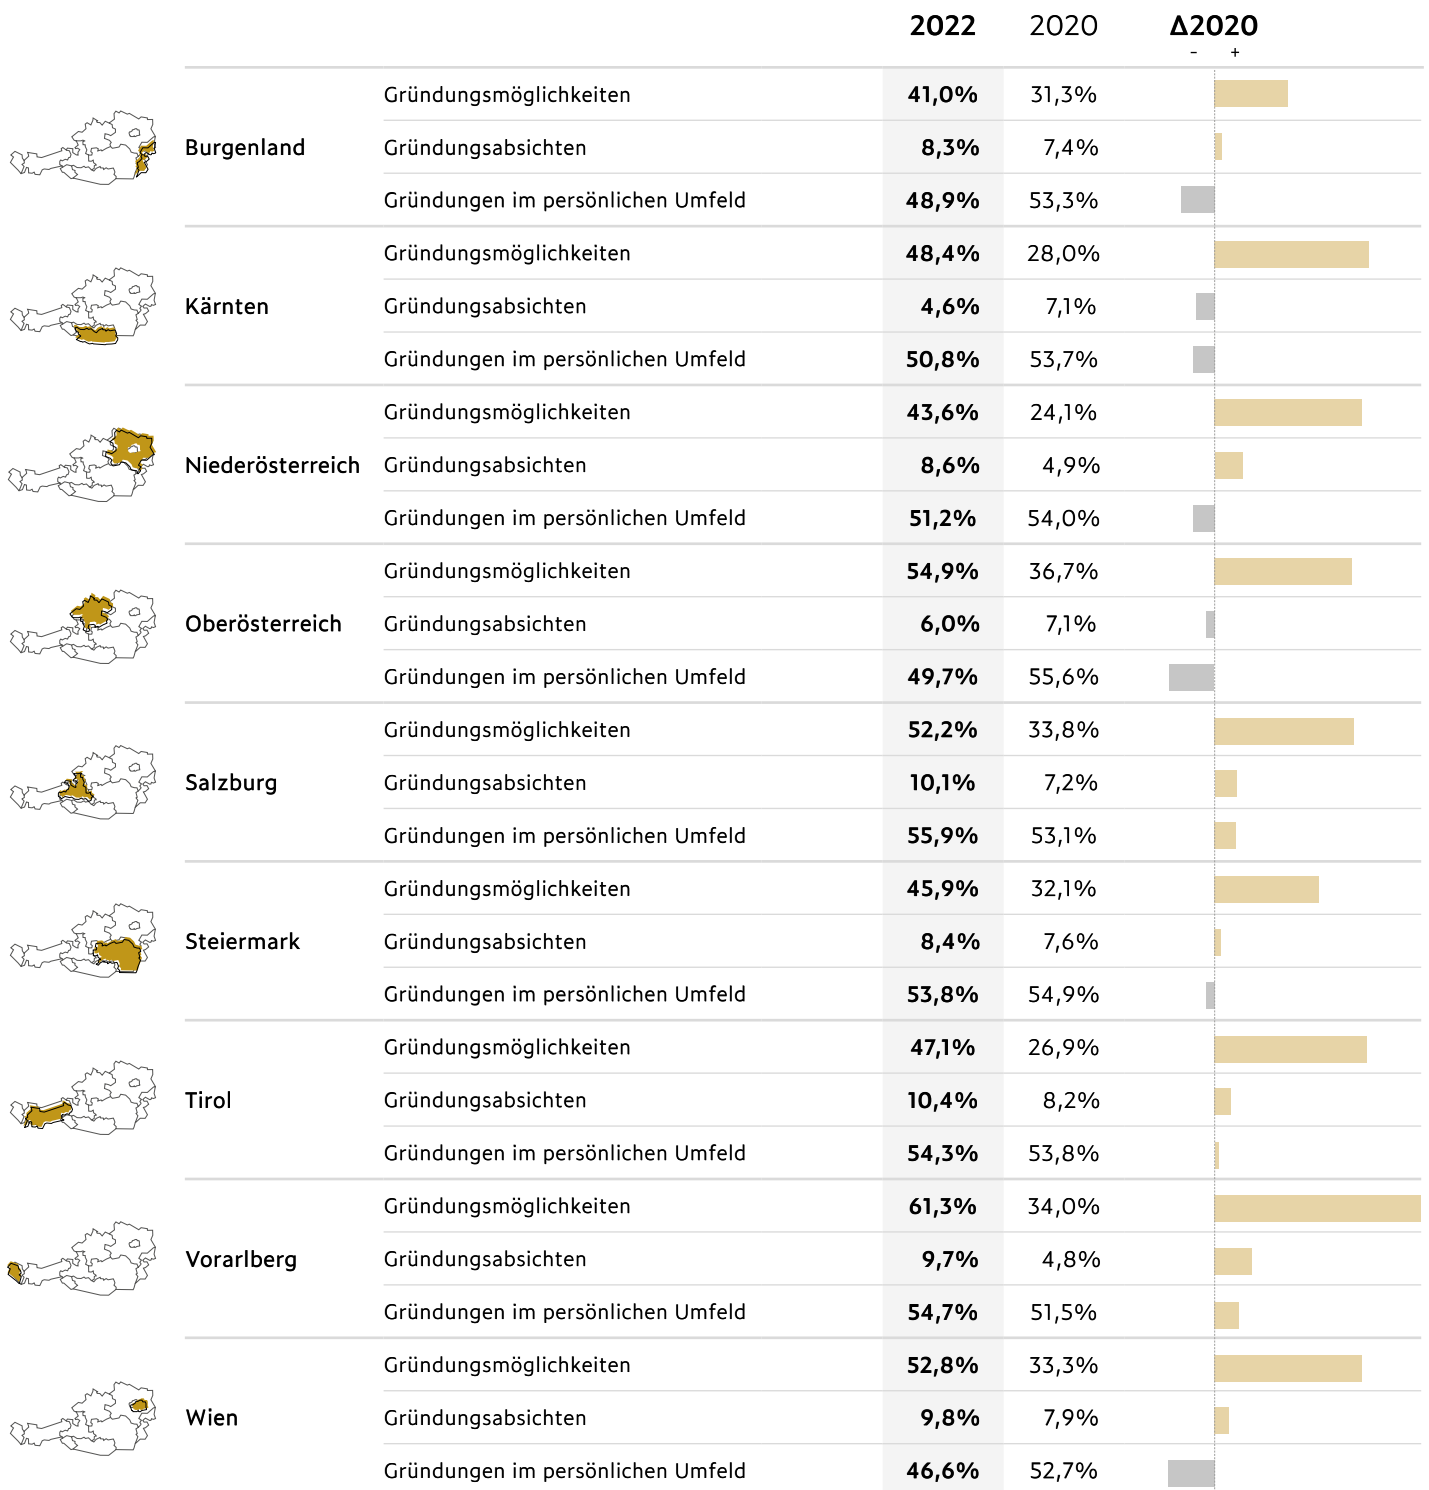 2022 2020 Δ2020
- +
Gründungsmöglichkeiten 41,0% 31,3%
Burgenland Gründungsabsichten 8,3% 7,4%
Gründungen im persönlichen Umfeld 48,9% 53,3%
Gründungsmöglichkeiten 48,4% 28,0%
Kärnten Gründungsabsichten 4,6% 7,1%
Gründungen im persönlichen Umfeld 50,8% 53,7%
Gründungsmöglichkeiten 43,6% 24,1%
Niederösterreich Gründungsabsichten 8,6% 4,9%
Gründungen im persönlichen Umfeld 51,2% 54,0%
Gründungsmöglichkeiten 54,9% 36,7%
Oberösterreich Gründungsabsichten 6,0% 7,1%
Gründungen im persönlichen Umfeld 49,7% 55,6%
Gründungsmöglichkeiten 52,2% 33,8%
Salzburg Gründungsabsichten 10,1% 7,2%
Gründungen im persönlichen Umfeld 55,9% 53,1%
Gründungsmöglichkeiten 45,9% 32,1%
Steiermark Gründungsabsichten 8,4% 7,6%
Gründungen im persönlichen Umfeld 53,8% 54,9%
Gründungsmöglichkeiten 47,1% 26,9%
Tirol Gründungsabsichten 10,4% 8,2%
Gründungen im persönlichen Umfeld 54,3% 53,8%
Gründungsmöglichkeiten 61,3% 34,0%
Vorarlberg Gründungsabsichten 9,7% 4,8%
Gründungen im persönlichen Umfeld 54,7% 51,5%
Gründungsmöglichkeiten 52,8% 33,3%
Wien Gründungsabsichten 9,8% 7,9%
Gründungen im persönlichen Umfeld 46,6% 52,7%